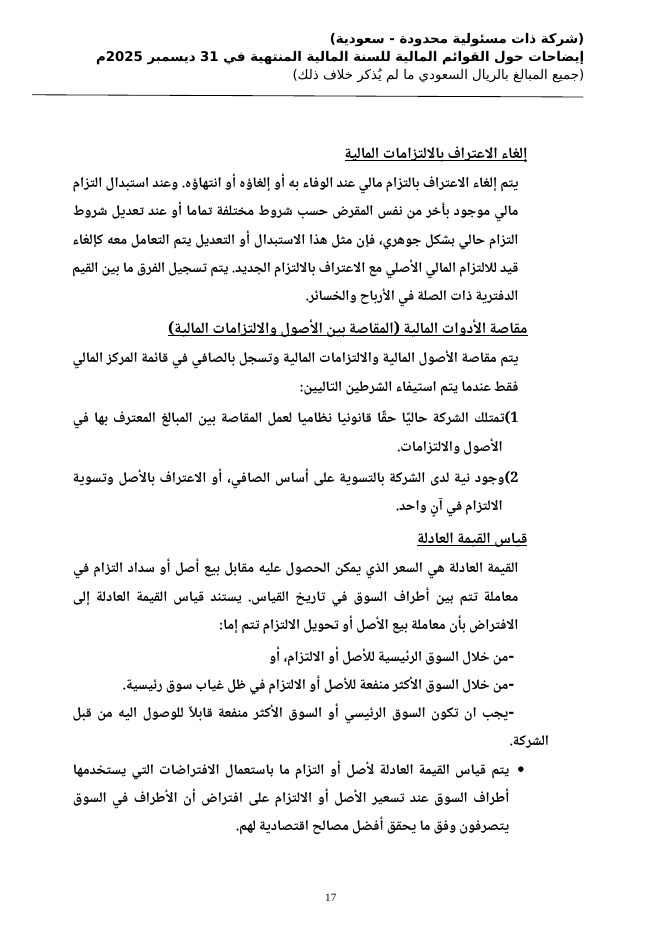 (شركة ذات مسئولية محدودة - سعودية)
إيضاحات حول القوائم المالية للسنة المالية المنتهية في 31 ديسمبر 2025م
(جميع المبالغ بالريال السعودي ما لم يُذكر خلاف ذلك)
إلغاء الاعتراف بالالتزامات المالية
يتم إلغاء الاعتراف بالتزام مالي عند الوفاء به أو إلغاؤه أو انتهاؤه. وعند استبدال التزام
مالي موجود بأخر من نفس المقرض حسب شروط مختلفة تماما أو عند تعديل شروط
التزام حالي بشكل جوهري، فإن مثل هذا الاستبدال أو التعديل يتم التعامل معه كإلغاء
قيد للالتزام المالي الأصلي مع الاعتراف بالالتزام الجديد. يتم تسجيل الفرق ما بين القيم
الدفترية ذات الصلة في الأرباح والخسائر.
مقاصة الأدوات المالية (المقاصة بين الأصول والالتزامات المالية)
يتم مقاصة الأصول المالية والالتزامات المالية وتسجل بالصافي في قائمة المركز المالي
فقط عندما يتم استيفاء الشرطين التاليين:
1)تمتلك الشركة حاليًا حقًا قانونيا نظاميا لعمل المقاصة بين المبالغ المعترف بها في
الأصول والالتزامات.
2)وجود نية لدى الشركة بالتسوية على أساس الصافي، أو الاعتراف بالأصل وتسوية
الالتزام في آنٍ واحد.
قياس القيمة العادلة
القيمة العادلة هي السعر الذي يمكن الحصول عليه مقابل بيع أصل أو سداد التزام في
معاملة تتم بين أطراف السوق في تاريخ القياس. يستند قياس القيمة العادلة إلى
الافتراض بأن معاملة بيع الأصل أو تحويل الالتزام تتم إما:
-من خلال السوق الرئيسية للأصل أو الالتزام، أو
-من خلال السوق الأكثر منفعة للأصل أو الالتزام في ظل غياب سوق رئيسية.
-يجب ان تكون السوق الرئيسي أو السوق الأكثر منفعة قابلاً للوصول اليه من قبل
الشركة.
• يتم قياس القيمة العادلة لأصل أو التزام ما باستعمال الافتراضات التي يستخدمها
أطراف السوق عند تسعير الأصل أو الالتزام على افتراض أن الأطراف في السوق
يتصرفون وفق ما يحقق أفضل مصالح اقتصادية لهم.
17